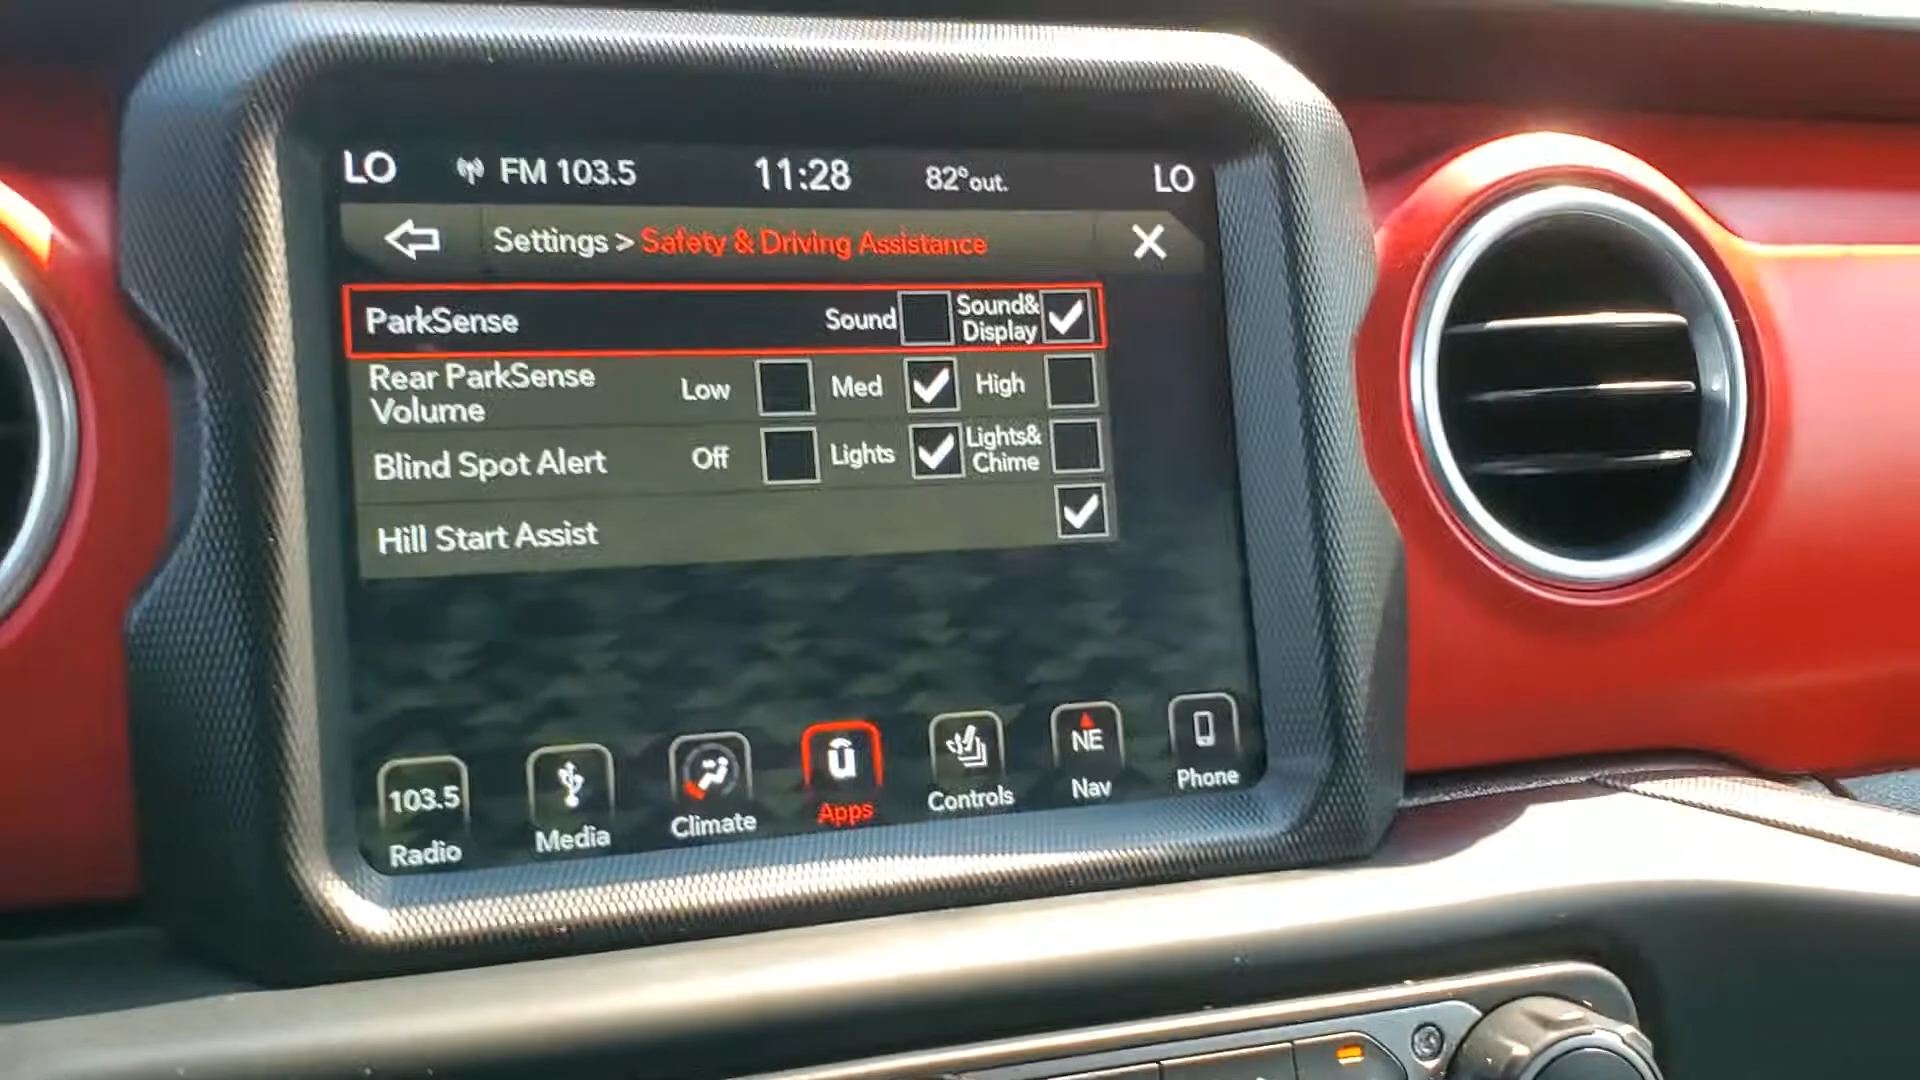 LO FM 103.5 11:28 82°out. LO
Settings > Safety & Driving Assistance
ParkSense Sound Sound& Display
Rear ParkSense Volume Low Med High
Blind Spot Alert Off Lights Lights& Chime
Hill Start Assist
103.5 NE
Radio Media Climate Apps Controls Nav Phone